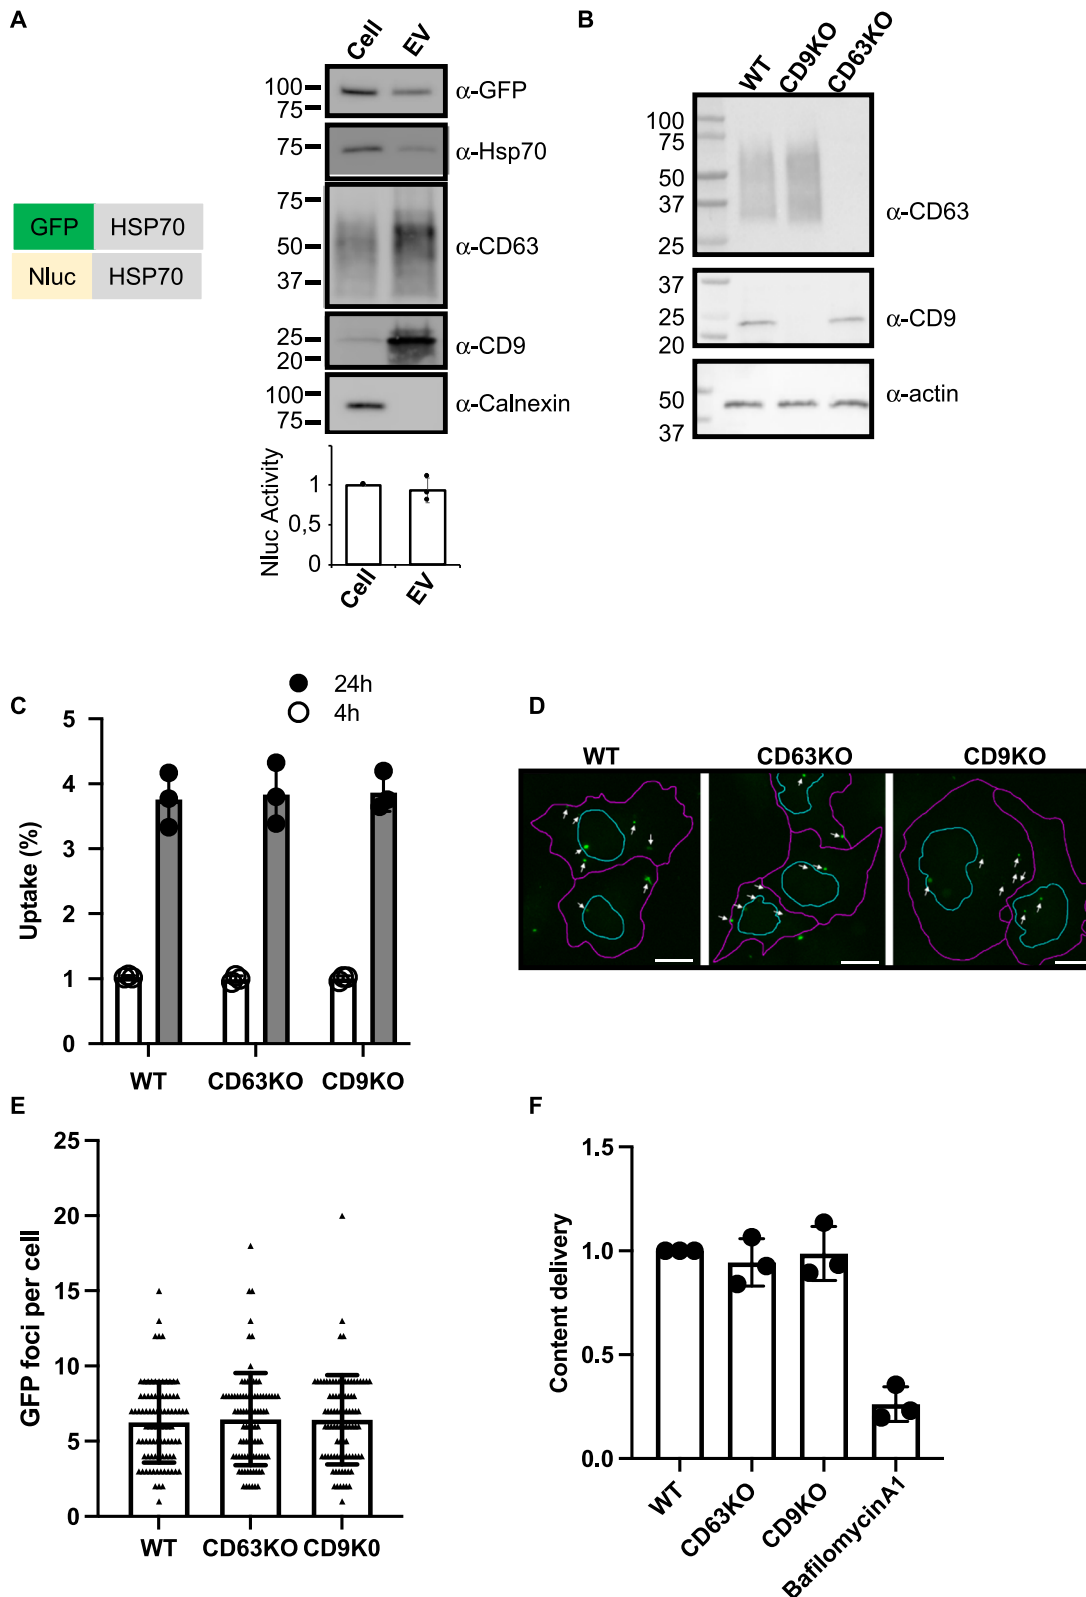 A
Cell EV
100
75
α-GFP
75
α-Hsp70
75
50
37
α-CD63
25
20
α-CD9
100
75
α-Calnexin
GFP HSP70
Nluc HSP70
Nluc Activity
1
0,5
0
Cell EV
B
WT CD9KO CD63KO
100
75
50
37
25
α-CD63
37
25
20
α-CD9
50
37
α-actin
C
24h
4h
Uptake (%)
5
4
3
2
1
0
WT CD63KO CD9KO
D
WT CD63KO CD9KO
E
GFP foci per cell
25
20
15
10
5
0
WT CD63KO CD9K0
F
Content delivery
1.5
1.0
0.5
0.0
WT CD63KO CD9KO BafilomycinA1